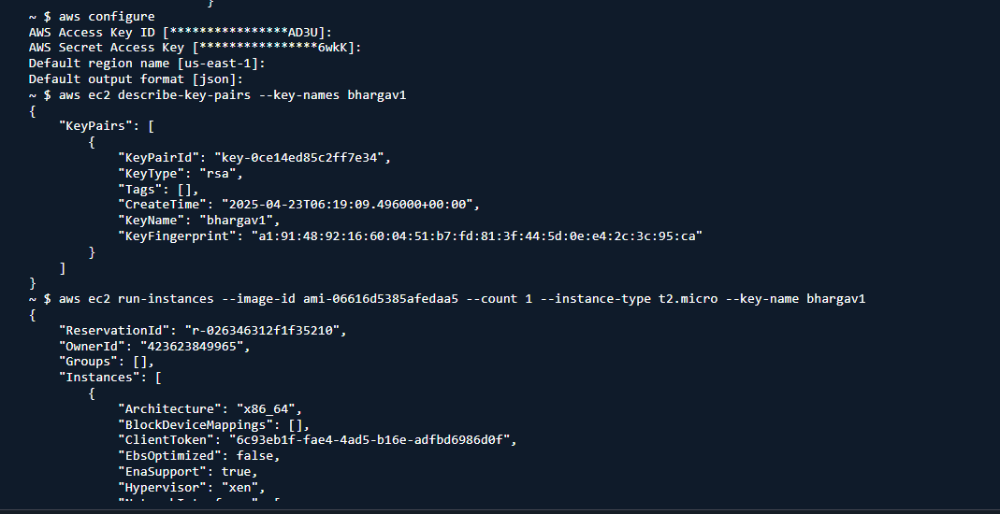 }
~ $ aws configure
AWS Access Key ID [****************AD3U]:
AWS Secret Access Key [****************6wkK]:
Default region name [us-east-1]:
Default output format [json]:
~ $ aws ec2 describe-key-pairs --key-names bhargav1
{
    "KeyPairs": [
        {
            "KeyPairId": "key-0ce14ed85c2ff7e34",
            "KeyType": "rsa",
            "Tags": [],
            "CreateTime": "2025-04-23T06:19:09.496000+00:00",
            "KeyName": "bhargav1",
            "KeyFingerprint": "a1:91:48:92:16:60:04:51:b7:fd:81:3f:44:5d:0e:e4:2c:3c:95:ca"
        }
    ]
}
~ $ aws ec2 run-instances --image-id ami-06616d5385afedaa5 --count 1 --instance-type t2.micro --key-name bhargav1
{
    "ReservationId": "r-026346312f1f35210",
    "OwnerId": "423623849965",
    "Groups": [],
    "Instances": [
        {
            "Architecture": "x86_64",
            "BlockDeviceMappings": [],
            "ClientToken": "6c93eb1f-fae4-4ad5-b16e-adfbd6986d0f",
            "EbsOptimized": false,
            "EnaSupport": true,
            "Hypervisor": "xen",